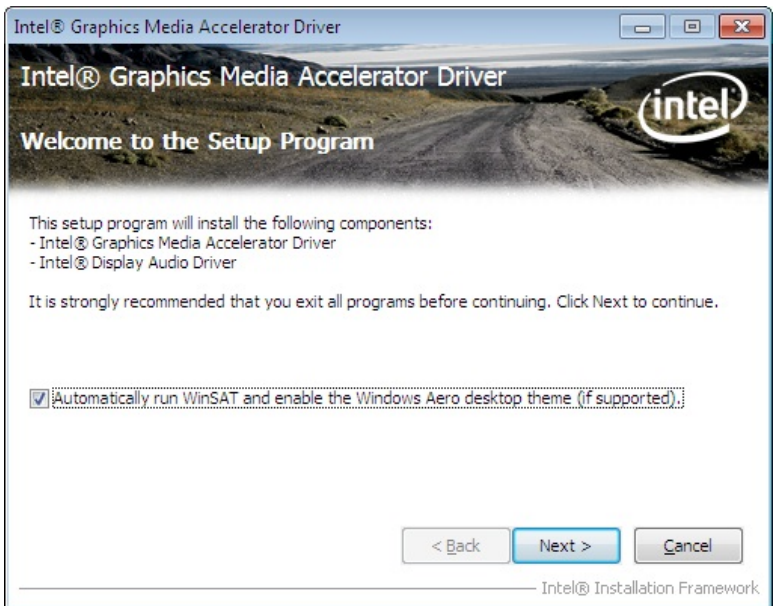 Intel® Graphics Media Accelerator Driver
Intel® Graphics Media Accelerator Driver
intel
Welcome to the Setup Program
This setup program will install the following components:
- Intel® Graphics Media Accelerator Driver
- Intel® Display Audio Driver
It is strongly recommended that you exit all programs before continuing. Click Next to continue.
Automatically run WinSAT and enable the Windows Aero desktop theme (if supported).
< Back Next > Cancel
Intel® Installation Framework